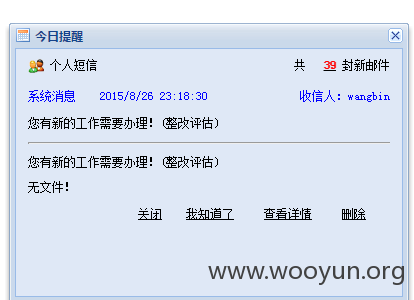 今日提醒
个人短信 共 39 封新邮件
系统消息 2015/8/26 23:18:30 收信人：wangbin
您有新的工作需要办理!（整改评估）
您有新的工作需要办理!（整改评估）
无文件!
关闭 我知道了 查看详情 删除
www.wooyun.org